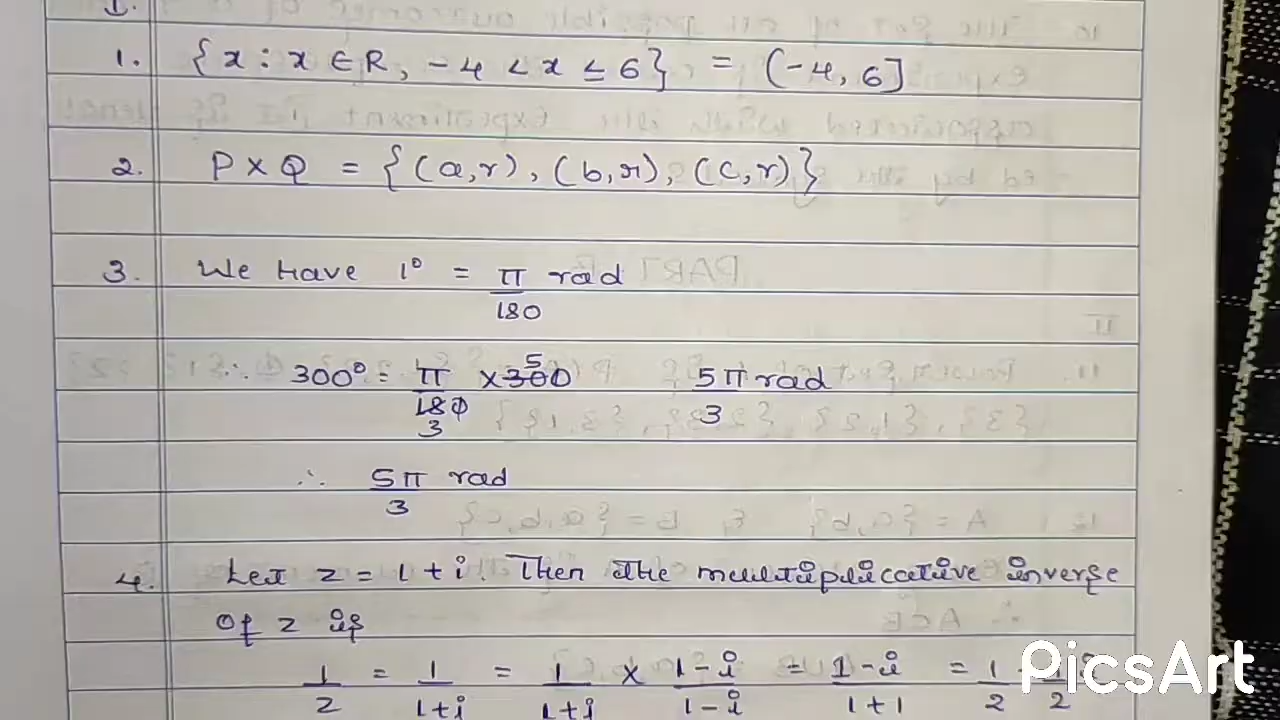 I.
1. {x : x ∈ R, -4 < x ≤ 6} = (-4, 6]
2. P × Q = {(a,r), (b,r), (c,r)}
3. We have 1° = π/180 rad
∴ 300° = π/180 × 300 5 3 5π/3 rad
∴ 5π/3 rad
4. Let z = 1 + i. Then the multiplicative inverse
of z is
1/z = 1/1+i = 1/1+i × 1-i/1-i = 1-i/1+1 = 1/2
PicsArt